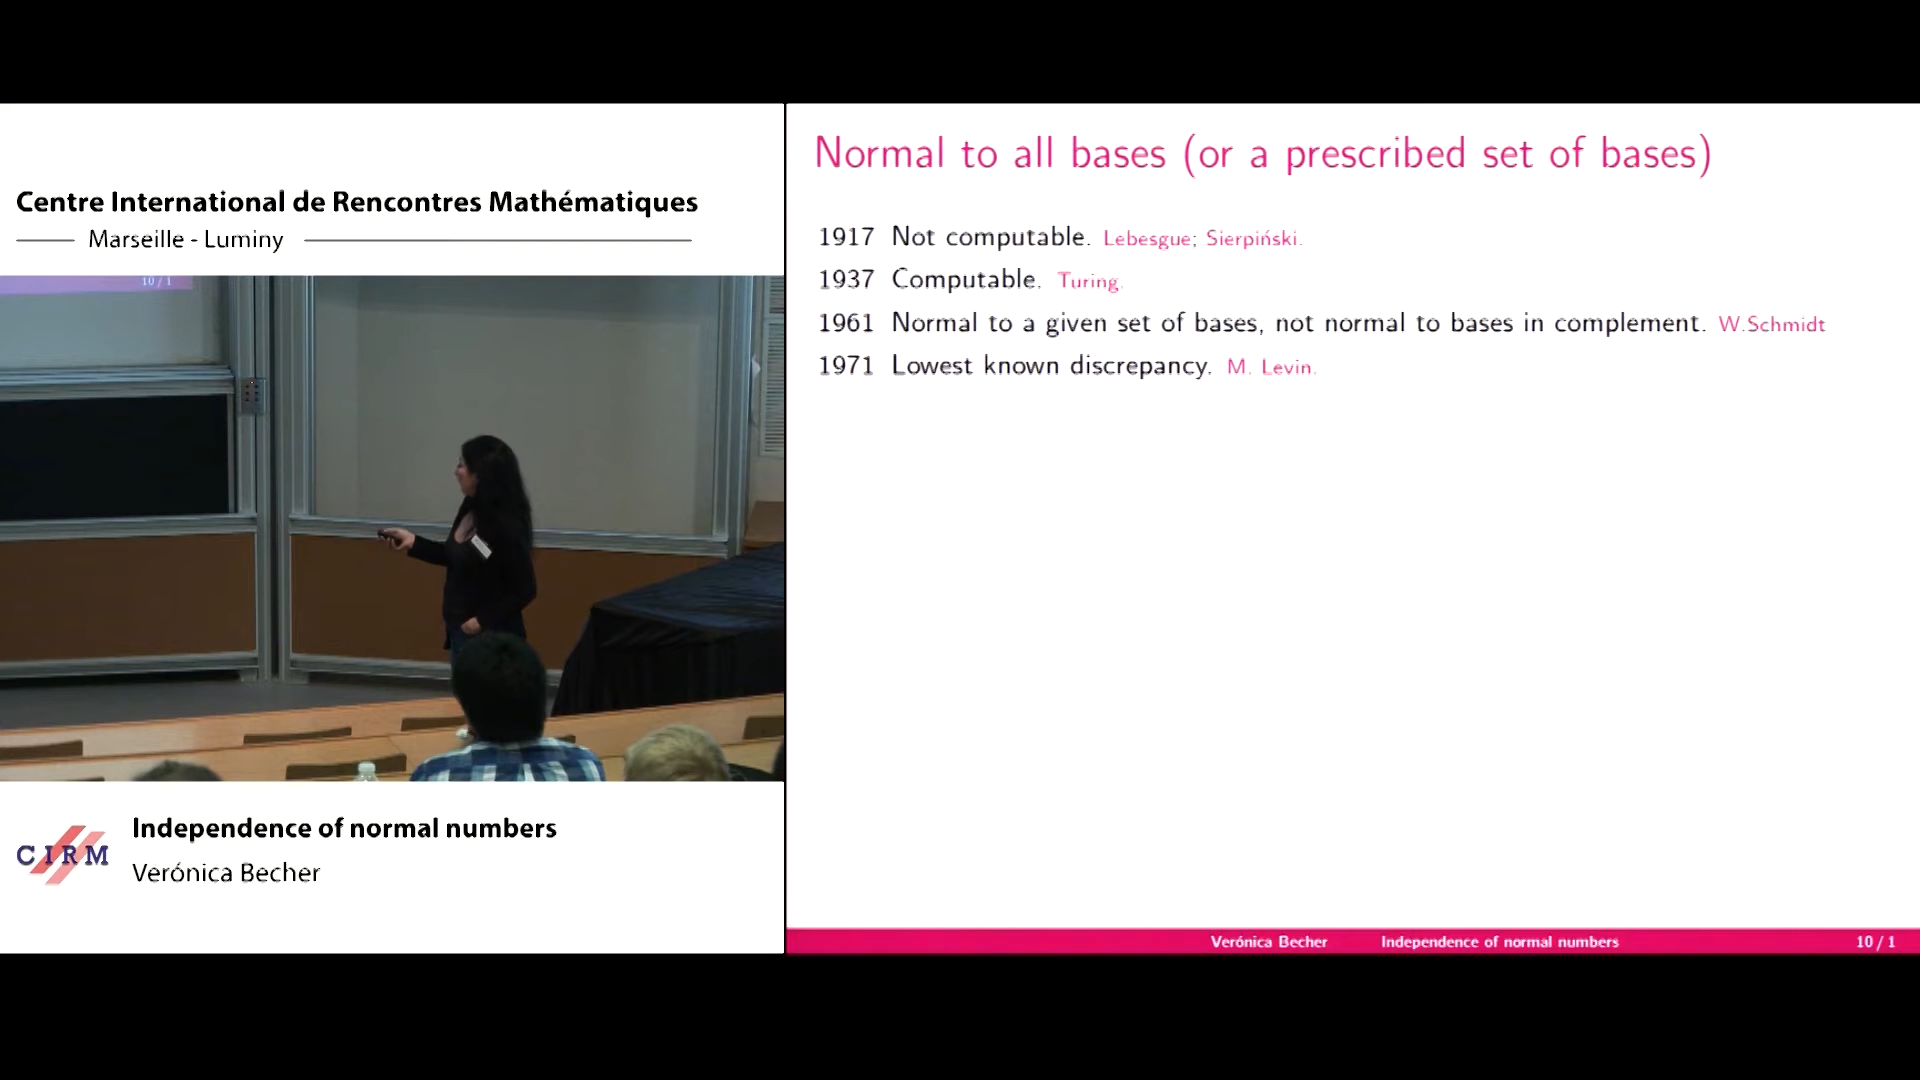 Centre International de Rencontres Mathématiques
Marseille - Luminy
10 / 1
Independence of normal numbers
Verónica Becher
CIRM
Normal to all bases (or a prescribed set of bases)
1917 Not computable. Lebesgue; Sierpiński.
1937 Computable. Turing.
1961 Normal to a given set of bases, not normal to bases in complement. W.Schmidt
1971 Lowest known discrepancy. M. Levin.
Verónica Becher Independence of normal numbers 10 / 1